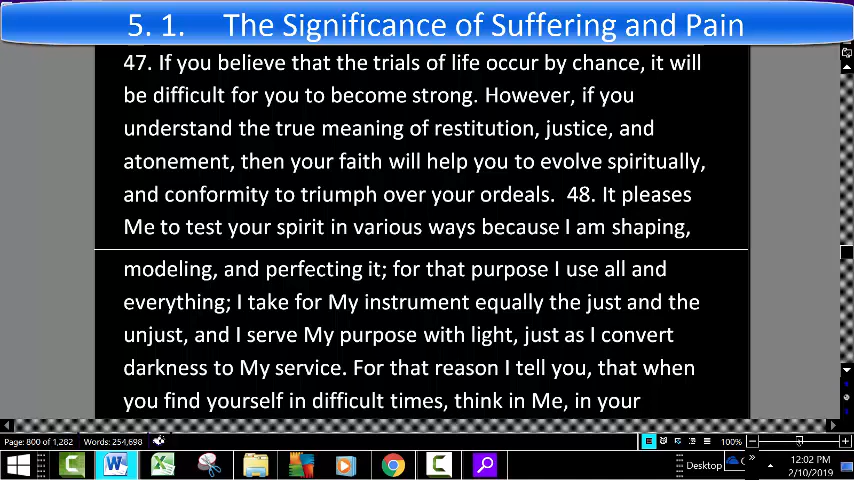 5. 1. The Significance of Suffering and Pain
47. If you believe that the trials of life occur by chance, it will
be difficult for you to become strong. However, if you
understand the true meaning of restitution, justice, and
atonement, then your faith will help you to evolve spiritually,
and conformity to triumph over your ordeals. 48. It pleases
Me to test your spirit in various ways because I am shaping,
modeling, and perfecting it; for that purpose I use all and
everything; I take for My instrument equally the just and the
unjust, and I serve My purpose with light, just as I convert
darkness to My service. For that reason I tell you, that when
you find yourself in difficult times, think in Me, in your
Page: 800 of 1,282 Words: 254,698 100%
Desktop 12:02 PM
2/10/2019